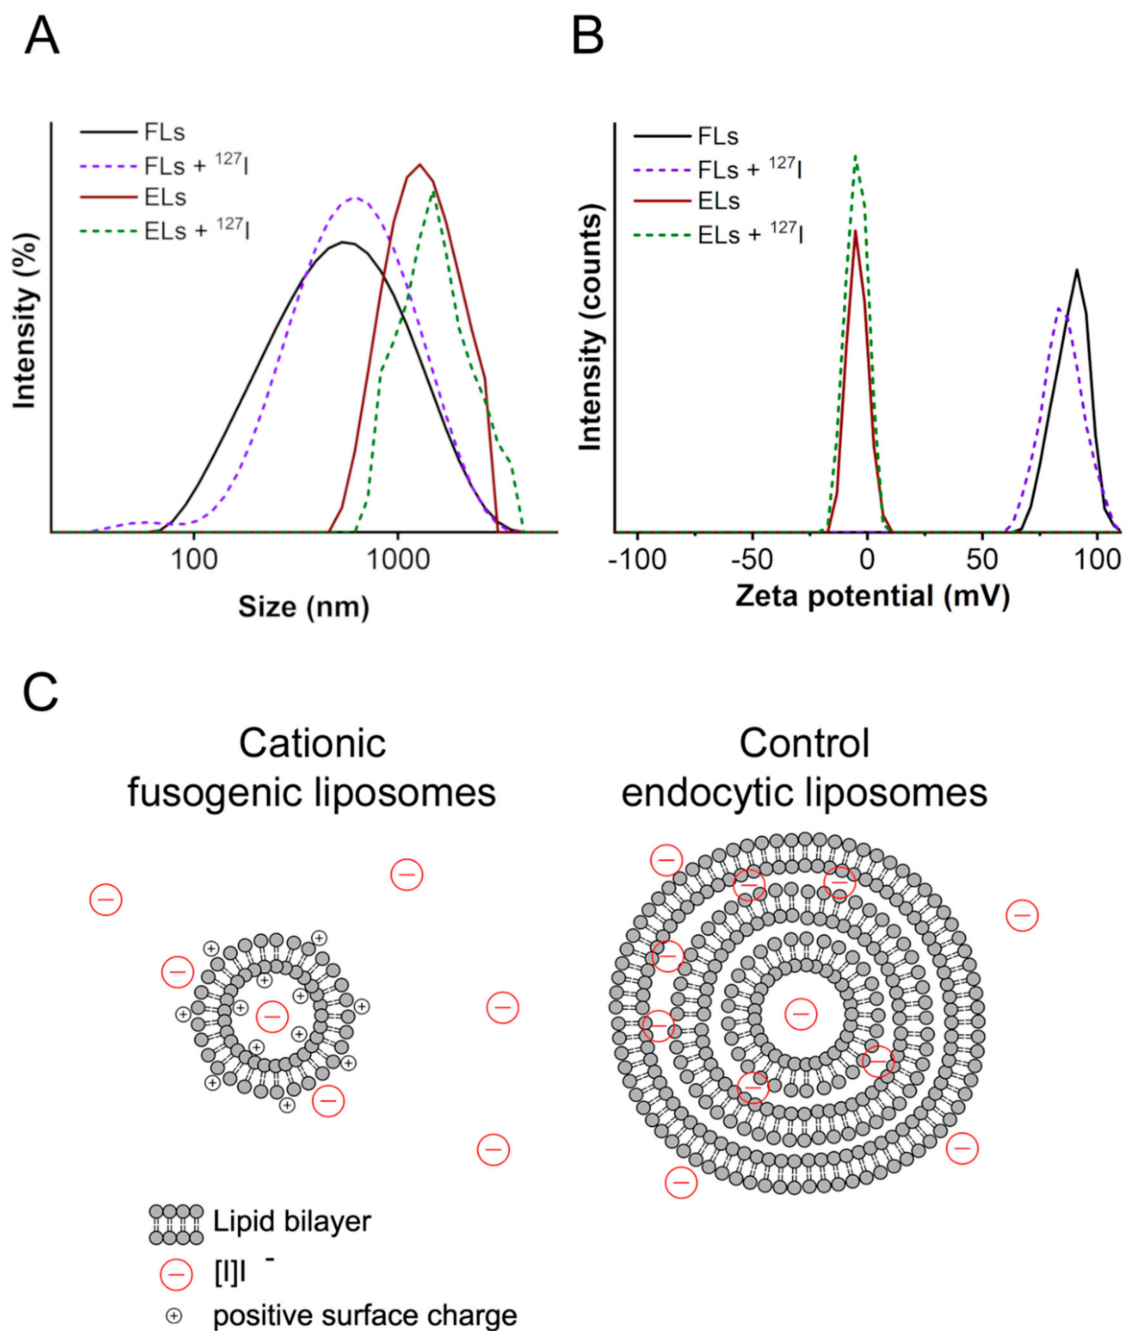 A
B
FLs
FLs + ¹²⁷I
ELs
ELs + ¹²⁷I
Intensity (%)
100
1000
Size (nm)
FLs
FLs + ¹²⁷I
ELs
ELs + ¹²⁷I
Intensity (counts)
-100
-50
0
50
100
Zeta potential (mV)
C
Cationic
fusogenic liposomes
Control
endocytic liposomes
Lipid bilayer
[I]I ⁻
positive surface charge